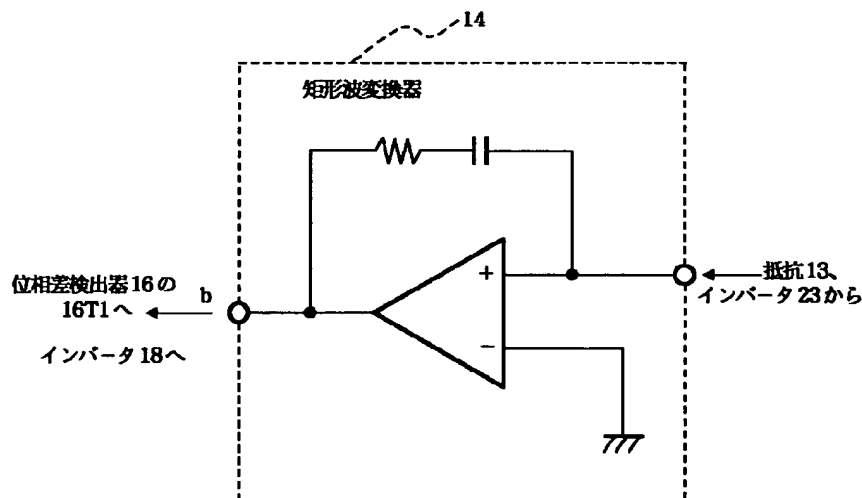 14
矩形波変換器
+
−
抵抗13、
インバータ23から
位相差検出器16の
16T1へ
b
インバータ18へ